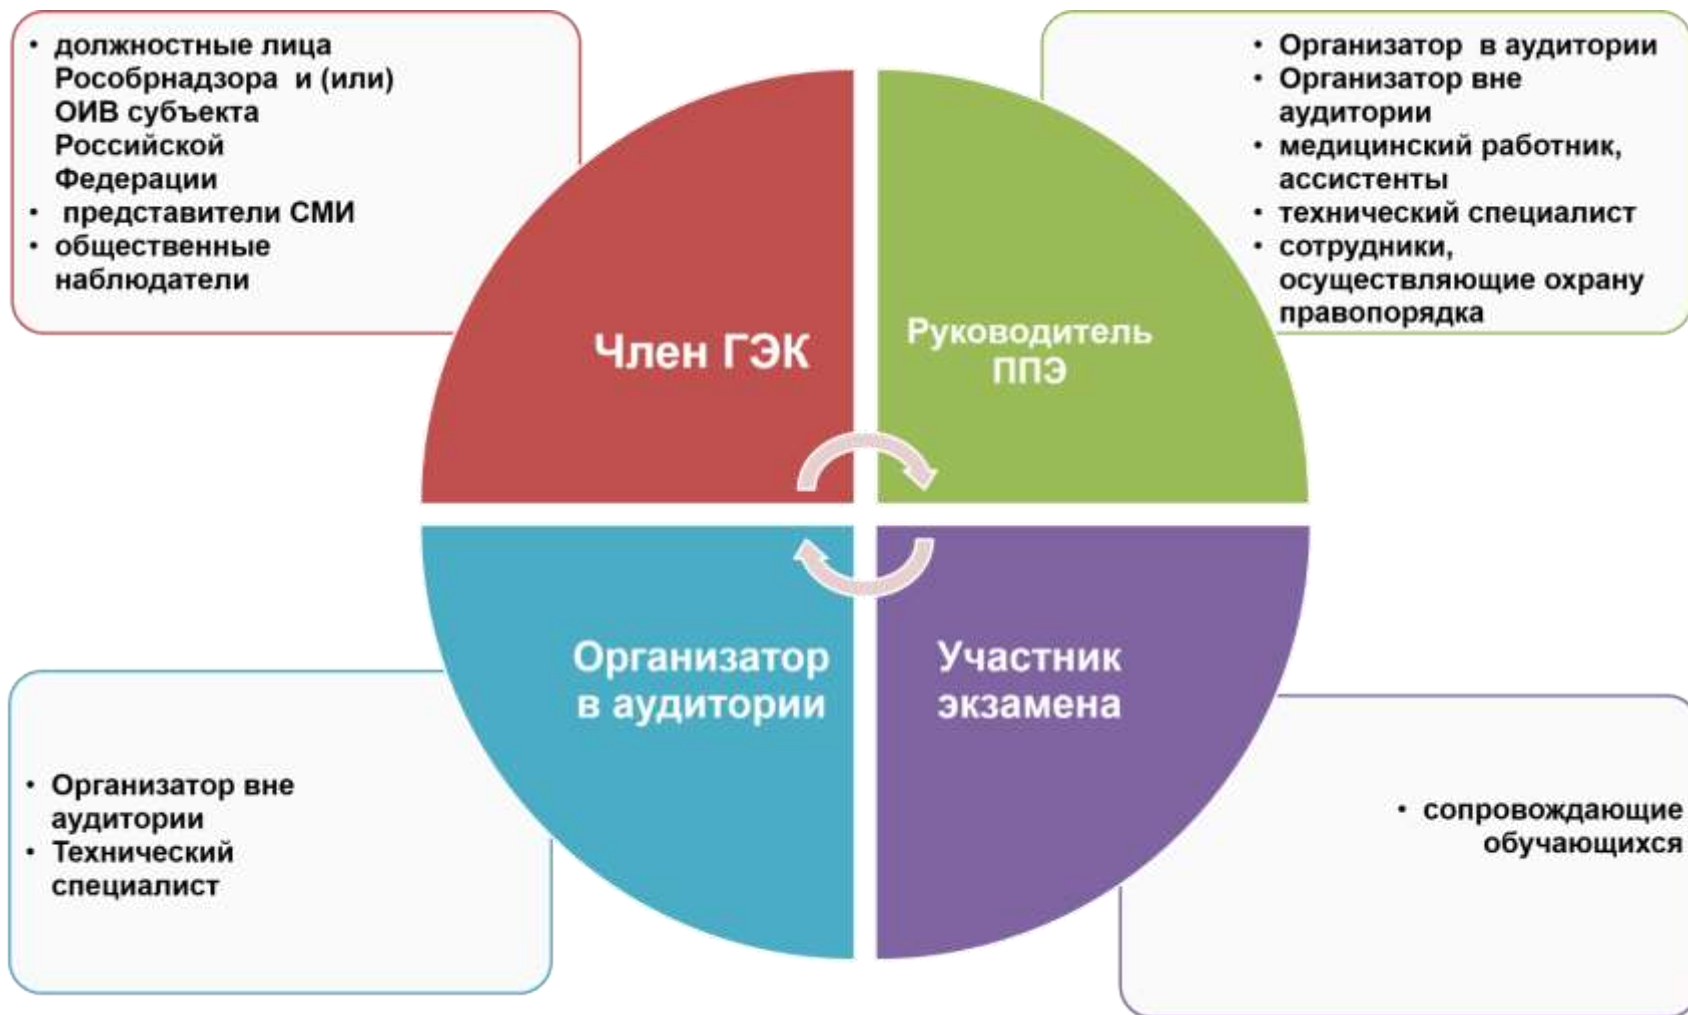 • должностные лица
Рособрнадзора и (или)
ОИВ субъекта
Российской
Федерации
• представители СМИ
• общественные
наблюдатели
• Организатор в аудитории
• Организатор вне
аудитории
• медицинский работник,
ассистенты
• технический специалист
• сотрудники,
осуществляющие охрану
правопорядка
Член ГЭК
Руководитель
ППЭ
Организатор
в аудитории
Участник
экзамена
• Организатор вне
аудитории
• Технический
специалист
• сопровождающие
обучающихся